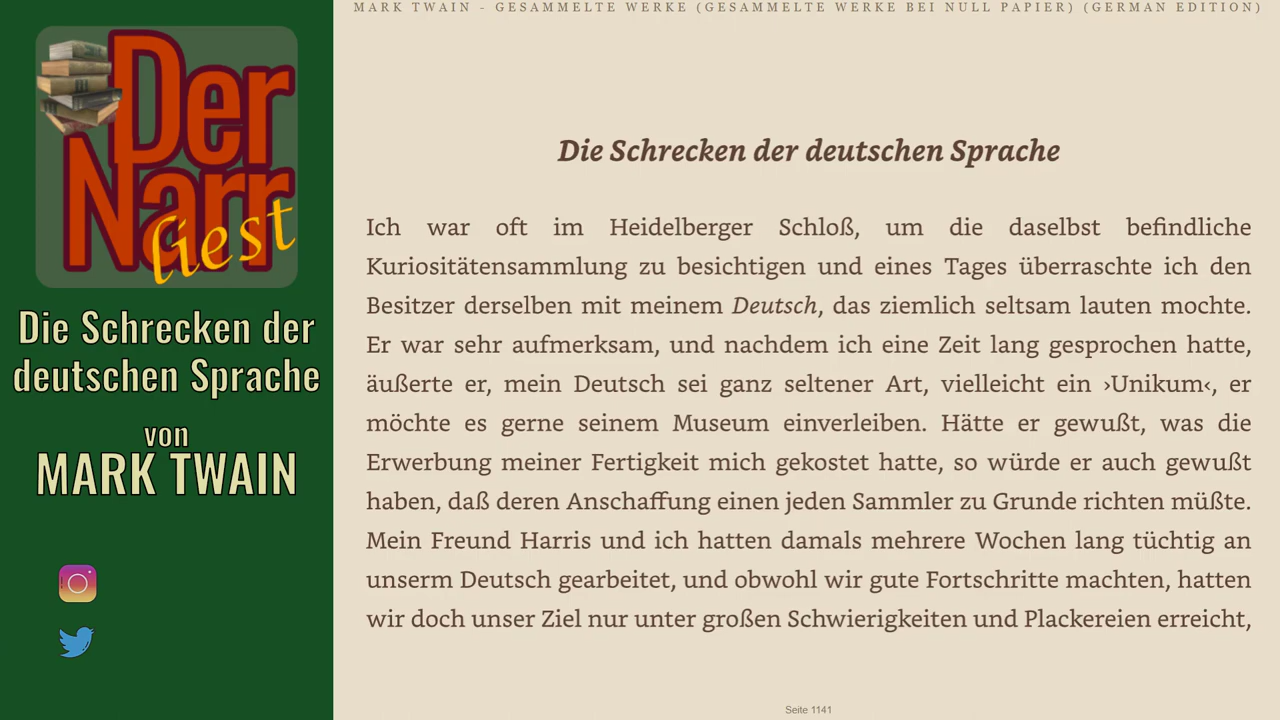 MARK TWAIN - GESAMMELTE WERKE (GESAMMELTE WERKE BEI NULL PAPIER) (GERMAN EDITION)
Der
Narr
liest
Die Schrecken der
deutschen Sprache
von
MARK TWAIN
Die Schrecken der deutschen Sprache
Ich war oft im Heidelberger Schloß, um die daselbst befindliche
Kuriositätensammlung zu besichtigen und eines Tages überraschte ich den
Besitzer derselben mit meinem Deutsch, das ziemlich seltsam lauten mochte.
Er war sehr aufmerksam, und nachdem ich eine Zeit lang gesprochen hatte,
äußerte er, mein Deutsch sei ganz seltener Art, vielleicht ein ›Unikum‹, er
möchte es gerne seinem Museum einverleiben. Hätte er gewußt, was die
Erwerbung meiner Fertigkeit mich gekostet hatte, so würde er auch gewußt
haben, daß deren Anschaffung einen jeden Sammler zu Grunde richten müßte.
Mein Freund Harris und ich hatten damals mehrere Wochen lang tüchtig an
unserm Deutsch gearbeitet, und obwohl wir gute Fortschritte machten, hatten
wir doch unser Ziel nur unter großen Schwierigkeiten und Plackereien erreicht,
Seite 1141